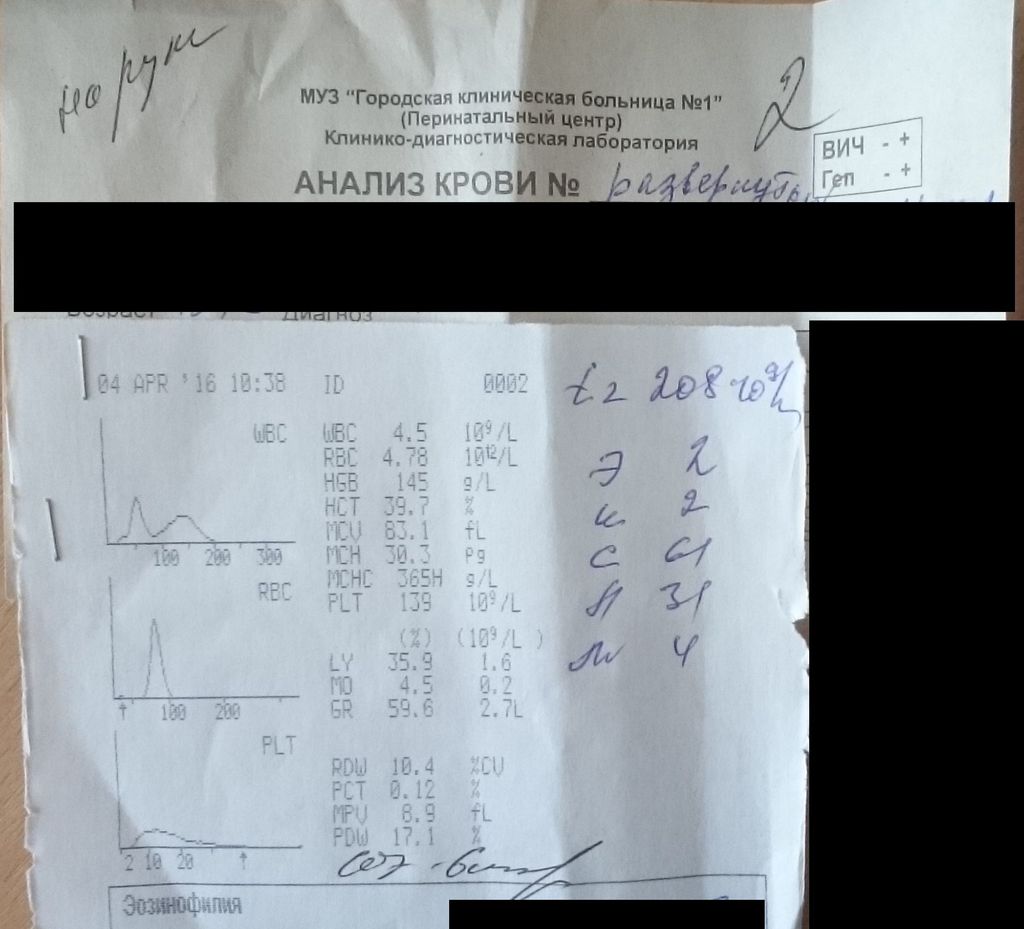 на руки
2
МУЗ “Городская клиническая больница №1”
(Перинатальный центр)
Клинико-диагностическая лаборатория
ВИЧ - +
Геп - +
АНАЛИЗ КРОВИ №
Возраст Диагноз
04 APR '16 10:38 ID 0002
208 10⁹/л
WBC
WBC 4.5 10⁹/L
RBC 4.78 10¹²/L
HGB 145 g/L
HCT 39.7 %
MCV 83.1 fL
MCH 30.3 Pg
MCHC 365H g/L
PLT 139 10⁹/L
Э 2
2
С 61
Л 31
М 4
100 200 300
RBC
(%) (10⁹/L )
LY 35.9 1.6
MO 4.5 0.2
GR 59.6 2.7L
100 200
PLT
RDW 10.4 %CV
PCT 0.12 %
MPV 8.9 fL
PDW 17.1 %
2 10 20
СОЭ -
Эозинофилия